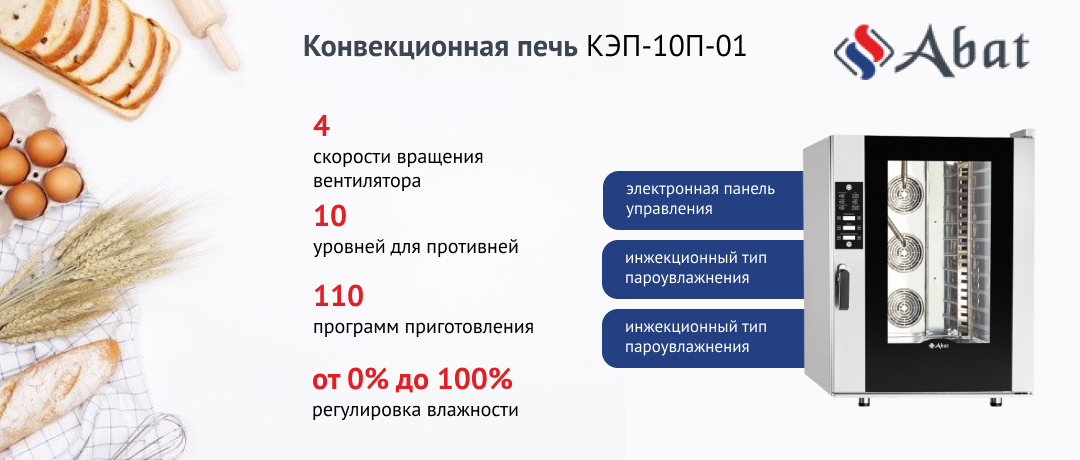 Конвекционная печь КЭП-10П-01
Abat
4
скорости вращения
вентилятора
10
уровней для противней
110
программ приготовления
от 0% до 100%
регулировка влажности
электронная панель
управления
инжекционный тип
пароувлажнения
инжекционный тип
пароувлажнения
Abat